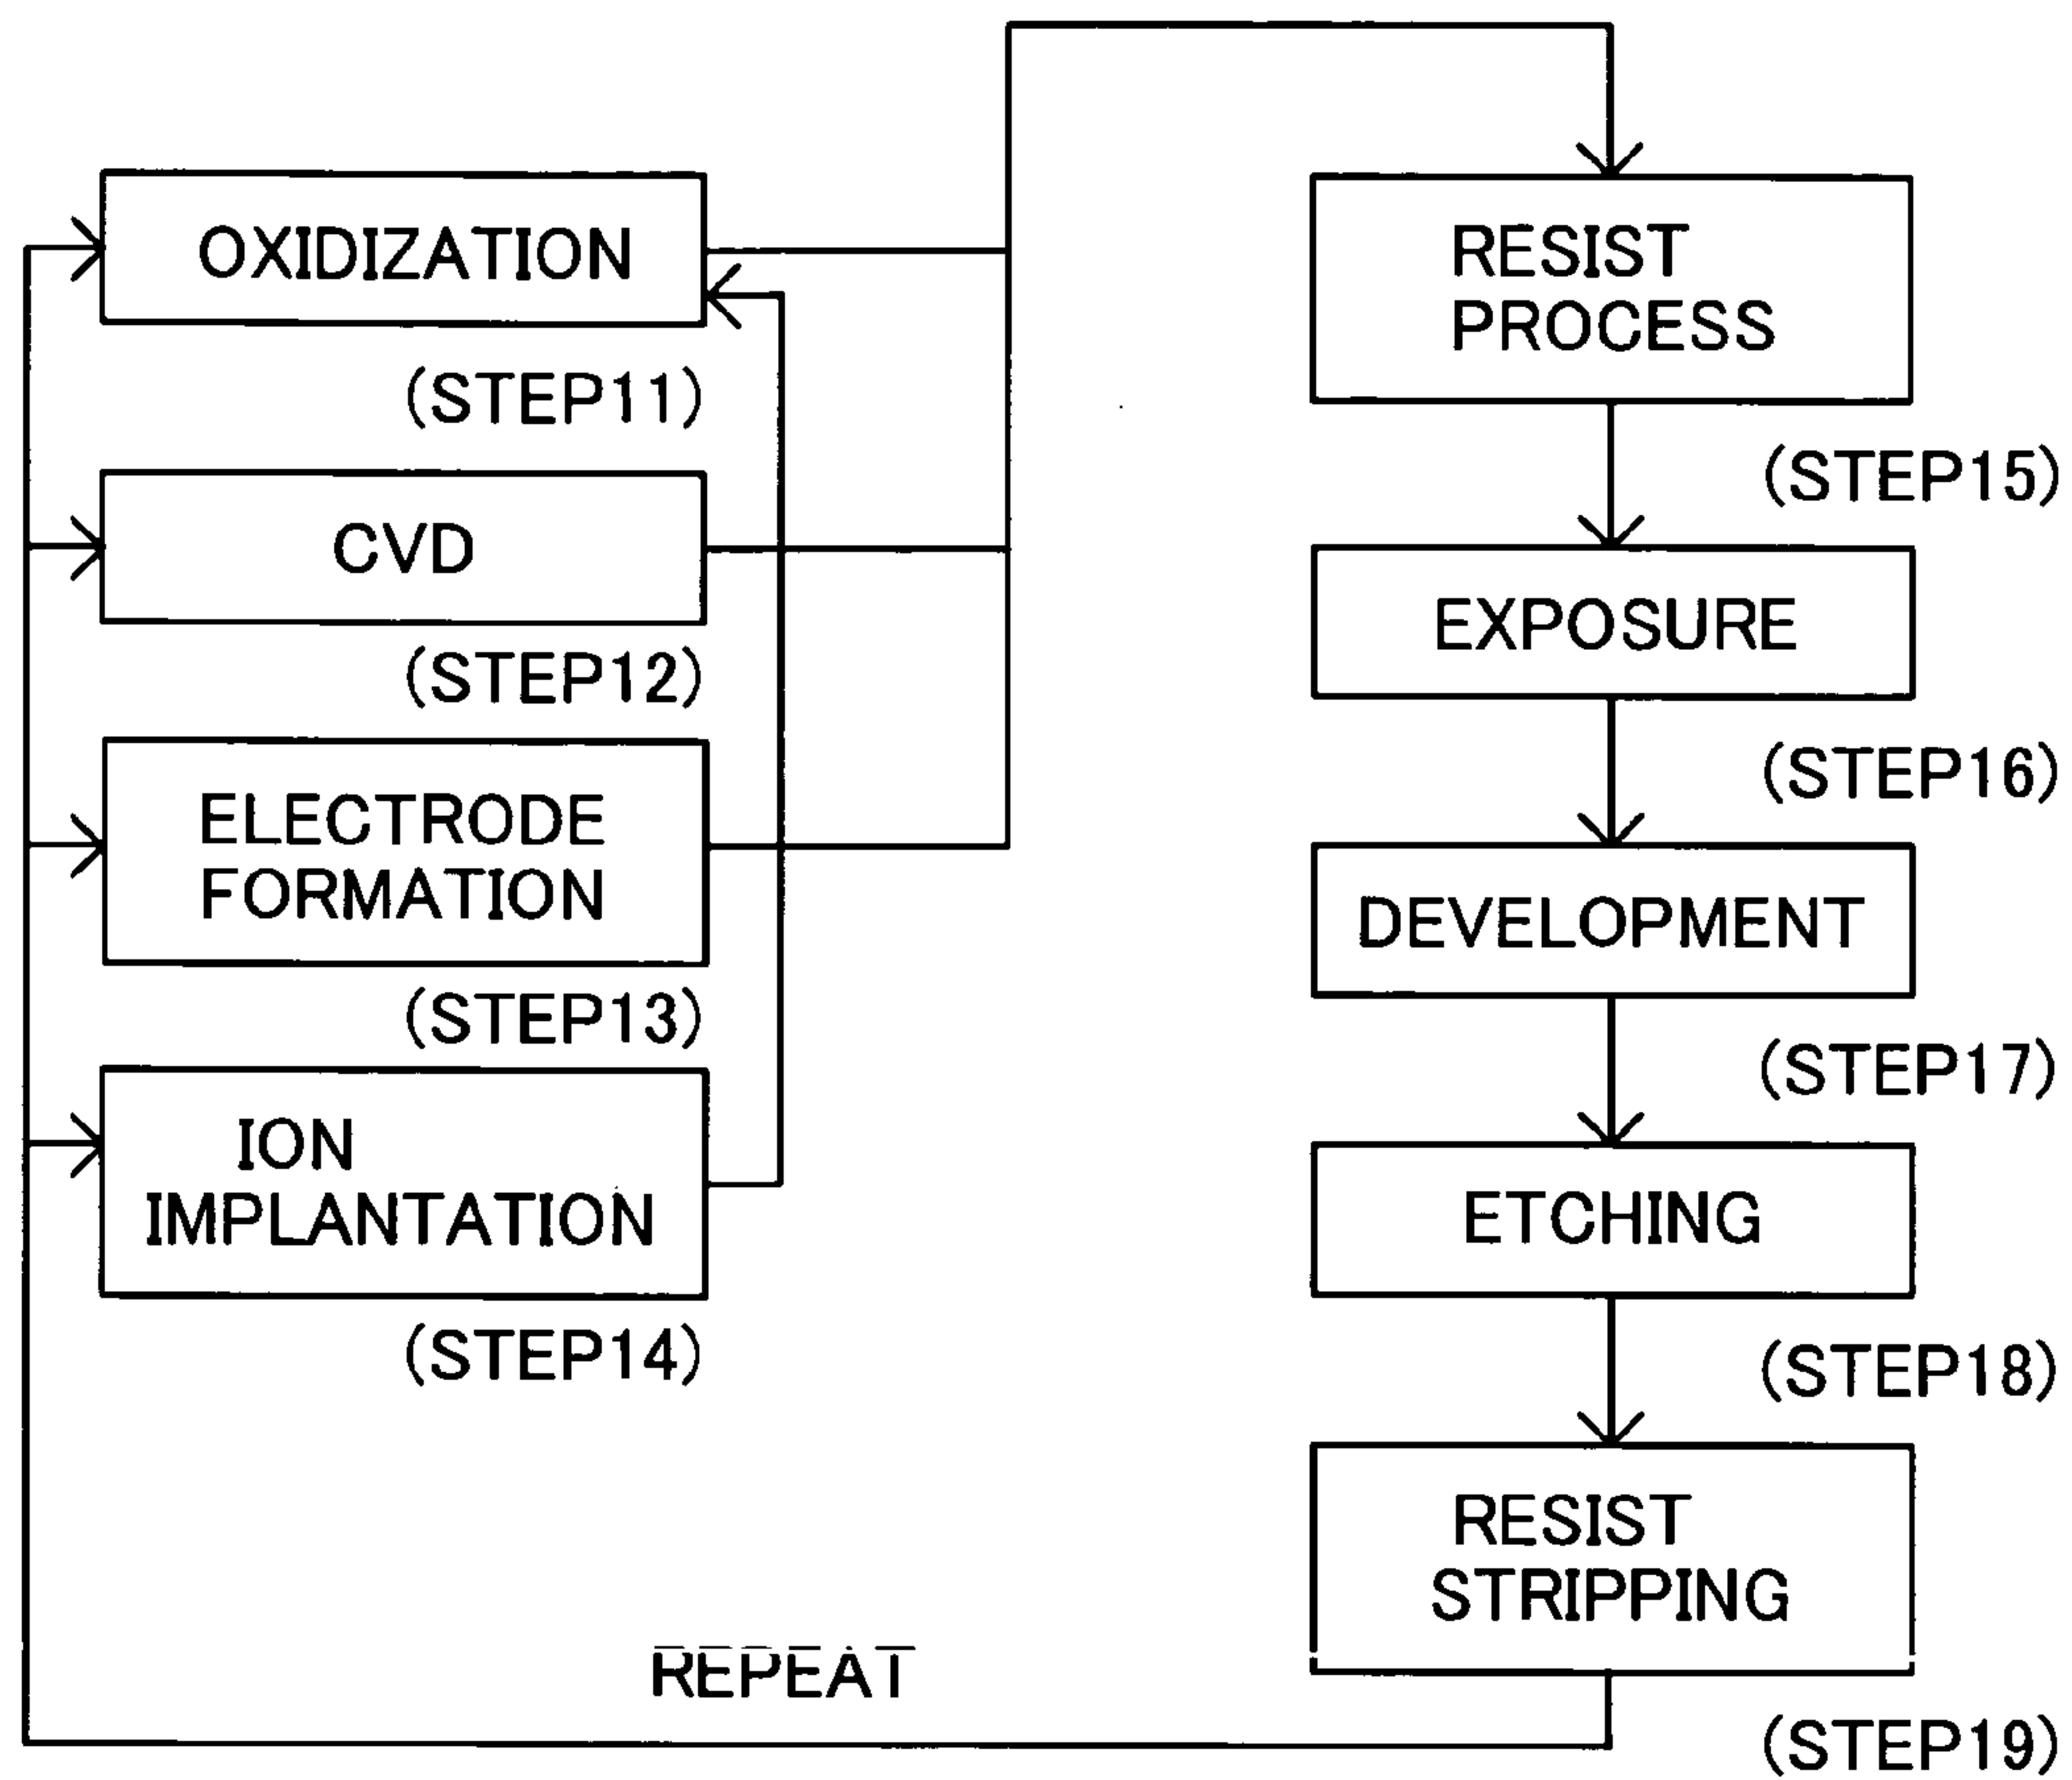 OXIDIZATION
(STEP11)
CVD
(STEP12)
ELECTRODE
FORMATION
(STEP13)
ION
IMPLANTATION
(STEP14)
RESIST
PROCESS
(STEP15)
EXPOSURE
(STEP16)
DEVELOPMENT
(STEP17)
ETCHING
(STEP18)
RESIST
STRIPPING
(STEP19)
REPEAT